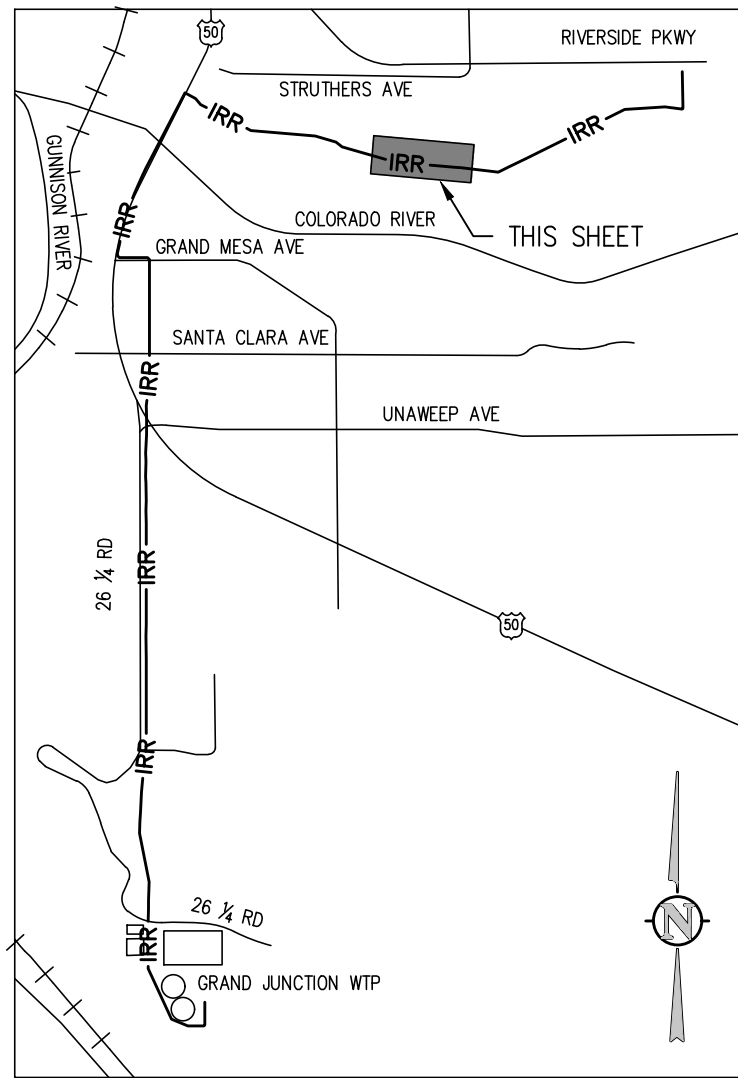 50
RIVERSIDE PKWY
STRUTHERS AVE
IRR
IRR
IRR
GUNNISON RIVER
IRR
COLORADO RIVER
THIS SHEET
GRAND MESA AVE
SANTA CLARA AVE
IRR
UNAWEEP AVE
26 ¼ RD
IRR
50
IRR
26 ¼ RD
N
IRR
GRAND JUNCTION WTP